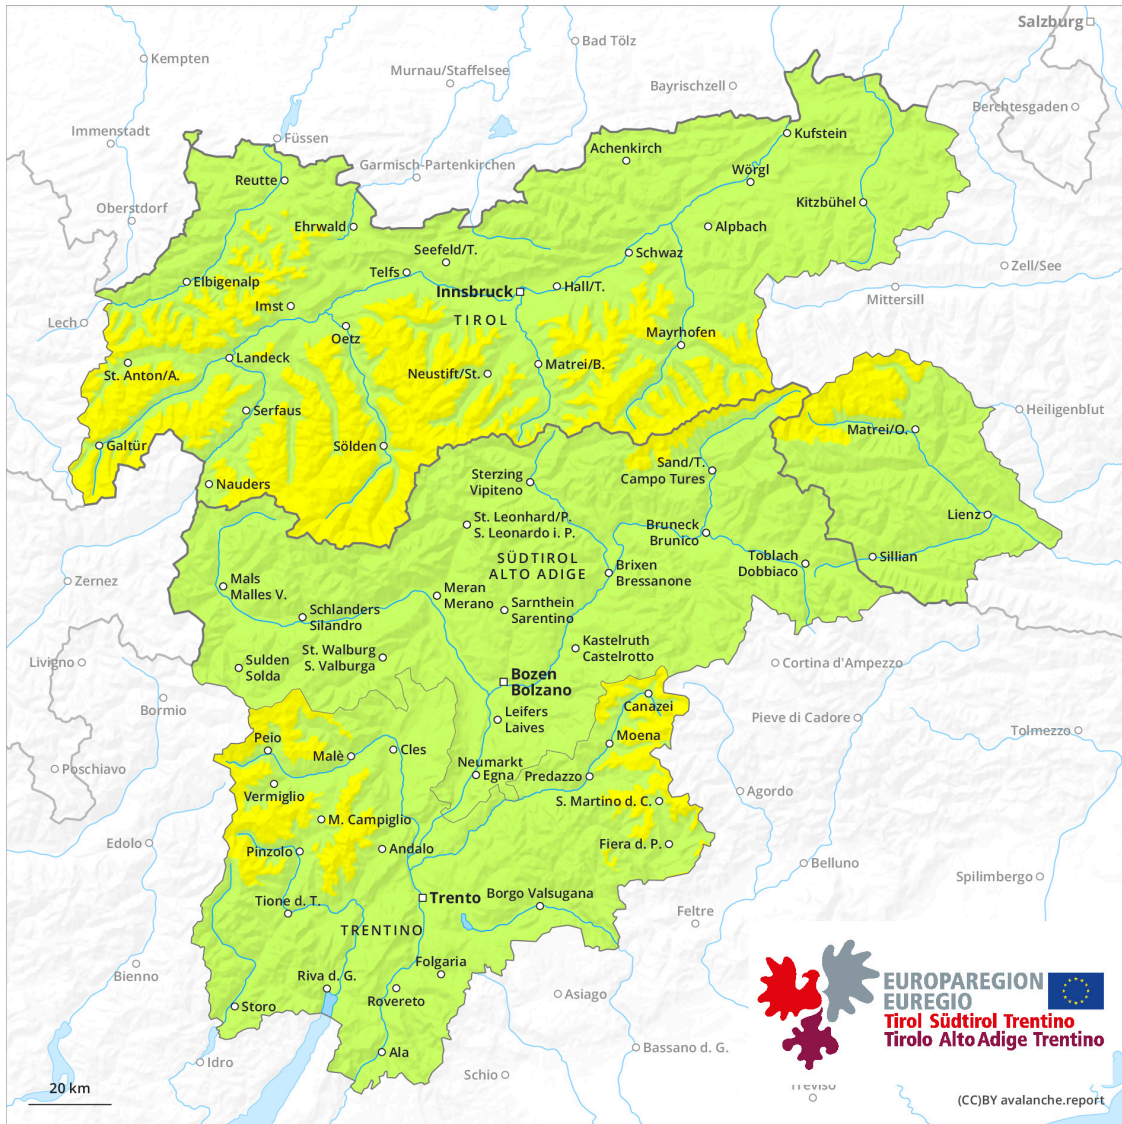 Salzburg
Bad Tölz
Kempten
Murnau/Staffelsee
Bayrischzell
Berchtesgaden
Immenstadt
Füssen
Kufstein
Achenkirch
Garmisch-Partenkirchen
Wörgl
Reutte
Oberstdorf
Kitzbühel
Ehrwald
Alpbach
Seefeld/T.
Schwaz
Telfs
Zell/See
Elbigenalp
Hall/T.
Innsbruck
Mittersill
Imst
TIROL
Lech
Oetz
Mayrhofen
Landeck
Matrei/B.
St. Anton/A.
Neustift/St.
Serfaus
Heiligenblut
Matrei/O.
Galtür
Sölden
Sand/T.
Campo Tures
Sterzing
Vipiteno
Nauders
St. Leonhard/P.
S. Leonardo i. P.
Lienz
Bruneck
Brunico
SÜDTIROL
ALTO ADIGE
Toblach
Dobbiaco
Sillian
Brixen
Bressanone
Zernez
Mals
Malles V.
Meran
Merano
Sarnthein
Sarentino
Schlanders
Silandro
Kastelruth
Castelrotto
St. Walburg
S. Valburga
Livigno
Sulden
Solda
Cortina d'Ampezzo
Bozen
Bolzano
Bormio
Canazei
Leifers
Laives
Pieve di Cadore
Tolmezzo
Peio
Moena
Cles
Malè
Poschiavo
Neumarkt
Egna
Predazzo
Vermiglio
Agordo
S. Martino d. C.
M. Campiglio
Edolo
Pinzolo
Andalo
Fiera d. P.
Belluno
Spilimbergo
Trento
Borgo Valsugana
Tione d. T.
Feltre
TRENTINO
Folgaria
Bienno
Riva d. G.
EUROPAREGION
EUREGIO
Asiago
Rovereto
Storo
Tirol Südtirol Trentino
Tirolo Alto Adige Trentino
Ala
Bassano d. G.
Idro
Schio
Treviso
20 km
(CC)BY avalanche.report